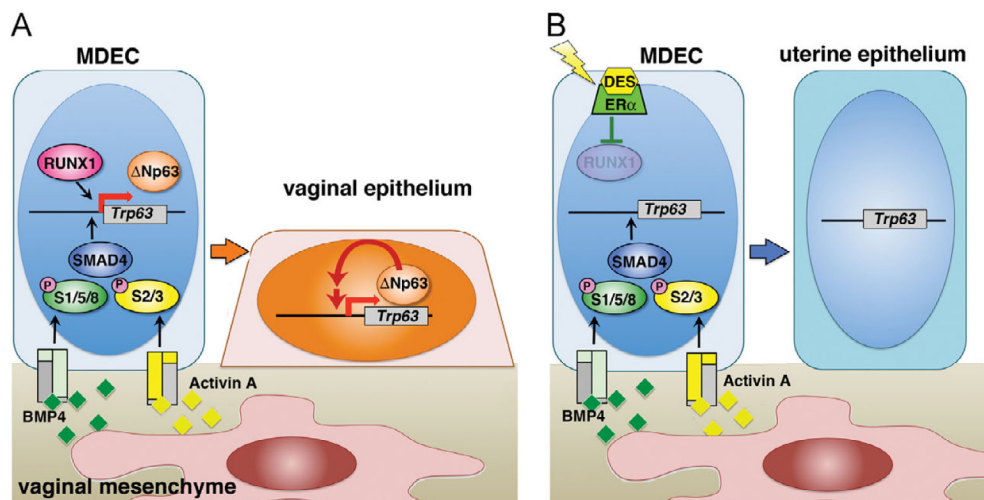 A
MDEC
RUNX1
ΔNp63
Trp63
SMAD4
P
S1/5/8
P
S2/3
BMP4
Activin A
vaginal mesenchyme
vaginal epithelium
ΔNp63
Trp63
B
MDEC
DES
ERα
RUNX1
Trp63
SMAD4
P
S1/5/8
P
S2/3
BMP4
Activin A
uterine epithelium
Trp63